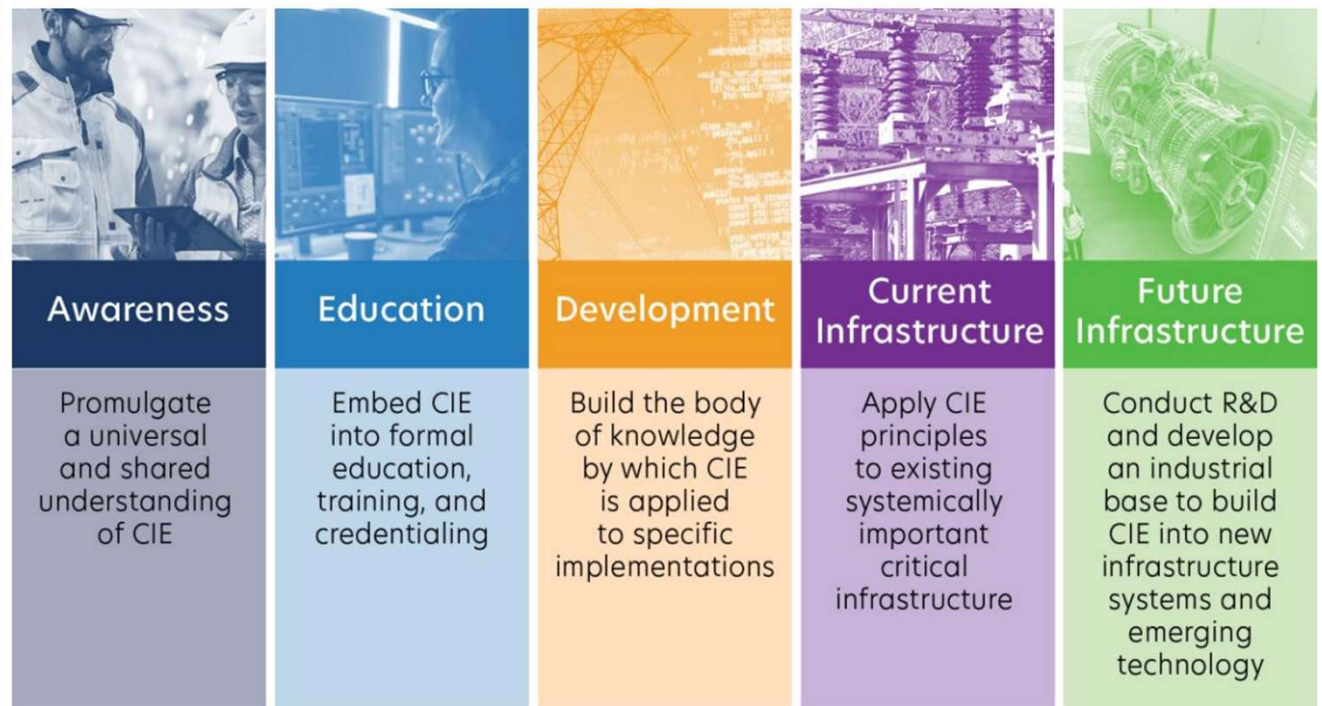 Awareness
Promulgate
a universal
and shared
understanding
of CIE
Education
Embed CIE
into formal
education,
training, and
credentialing
Development
Build the body
of knowledge
by which CIE
is applied
to specific
implementations
Current
Infrastructure
Apply CIE
principles
to existing
systemically
important
critical
infrastructure
Future
Infrastructure
Conduct R&D
and develop
an industrial
base to build
CIE into new
infrastructure
systems and
emerging
technology